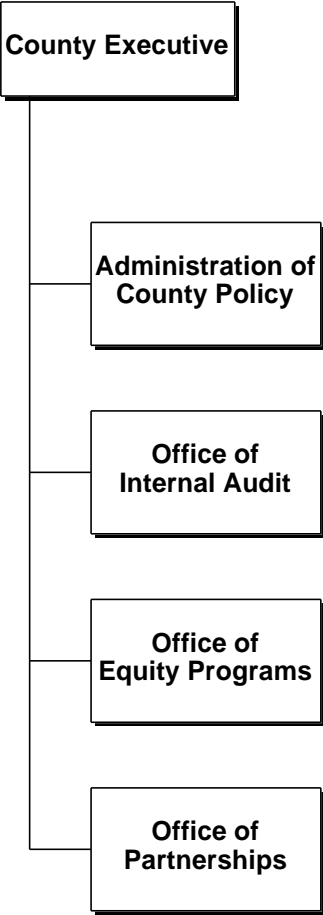 County Executive
Administration of
County Policy
Office of
Internal Audit
Office of
Equity Programs
Office of
Partnerships